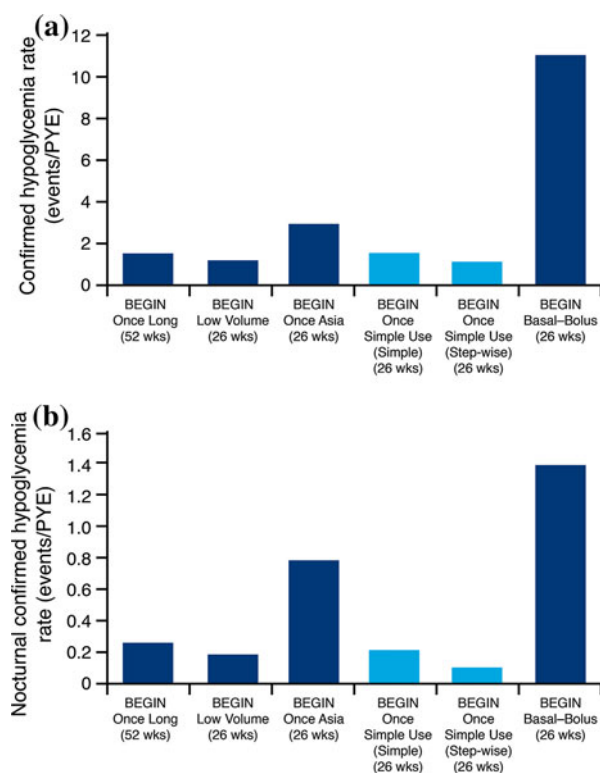 (a)
Confirmed hypoglycemia rate
(events/PYE)
12
10
8
6
4
2
0
BEGIN
Once Long
(52 wks)
BEGIN
Low Volume
(26 wks)
BEGIN
Once Asia
(26 wks)
BEGIN
Once
Simple Use
(Simple)
(26 wks)
BEGIN
Once
Simple Use
(Step-wise)
(26 wks)
BEGIN
Basal–Bolus
(26 wks)
(b)
Nocturnal confirmed hypoglycemia
rate (events/PYE)
1.6
1.4
1.2
1.0
0.8
0.6
0.4
0.2
0
BEGIN
Once Long
(52 wks)
BEGIN
Low Volume
(26 wks)
BEGIN
Once Asia
(26 wks)
BEGIN
Once
Simple Use
(Simple)
(26 wks)
BEGIN
Once
Simple Use
(Step-wise)
(26 wks)
BEGIN
Basal–Bolus
(26 wks)